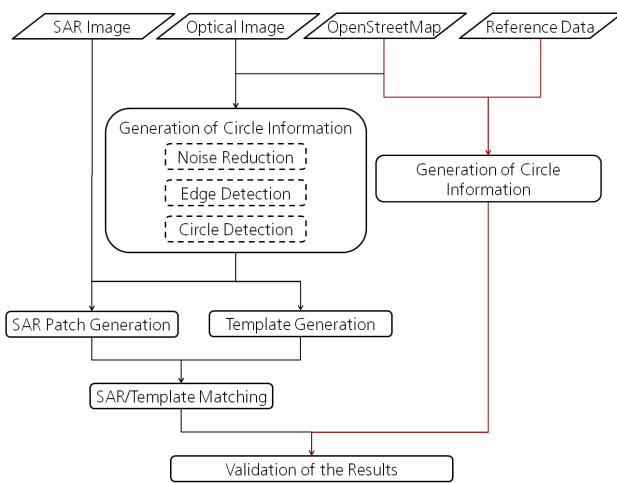 SAR Image
Optical Image
OpenStreetMap
Reference Data
Generation of Circle Information
Noise Reduction
Edge Detection
Circle Detection
Generation of Circle
Information
SAR Patch Generation
Template Generation
SAR/Template Matching
Validation of the Results